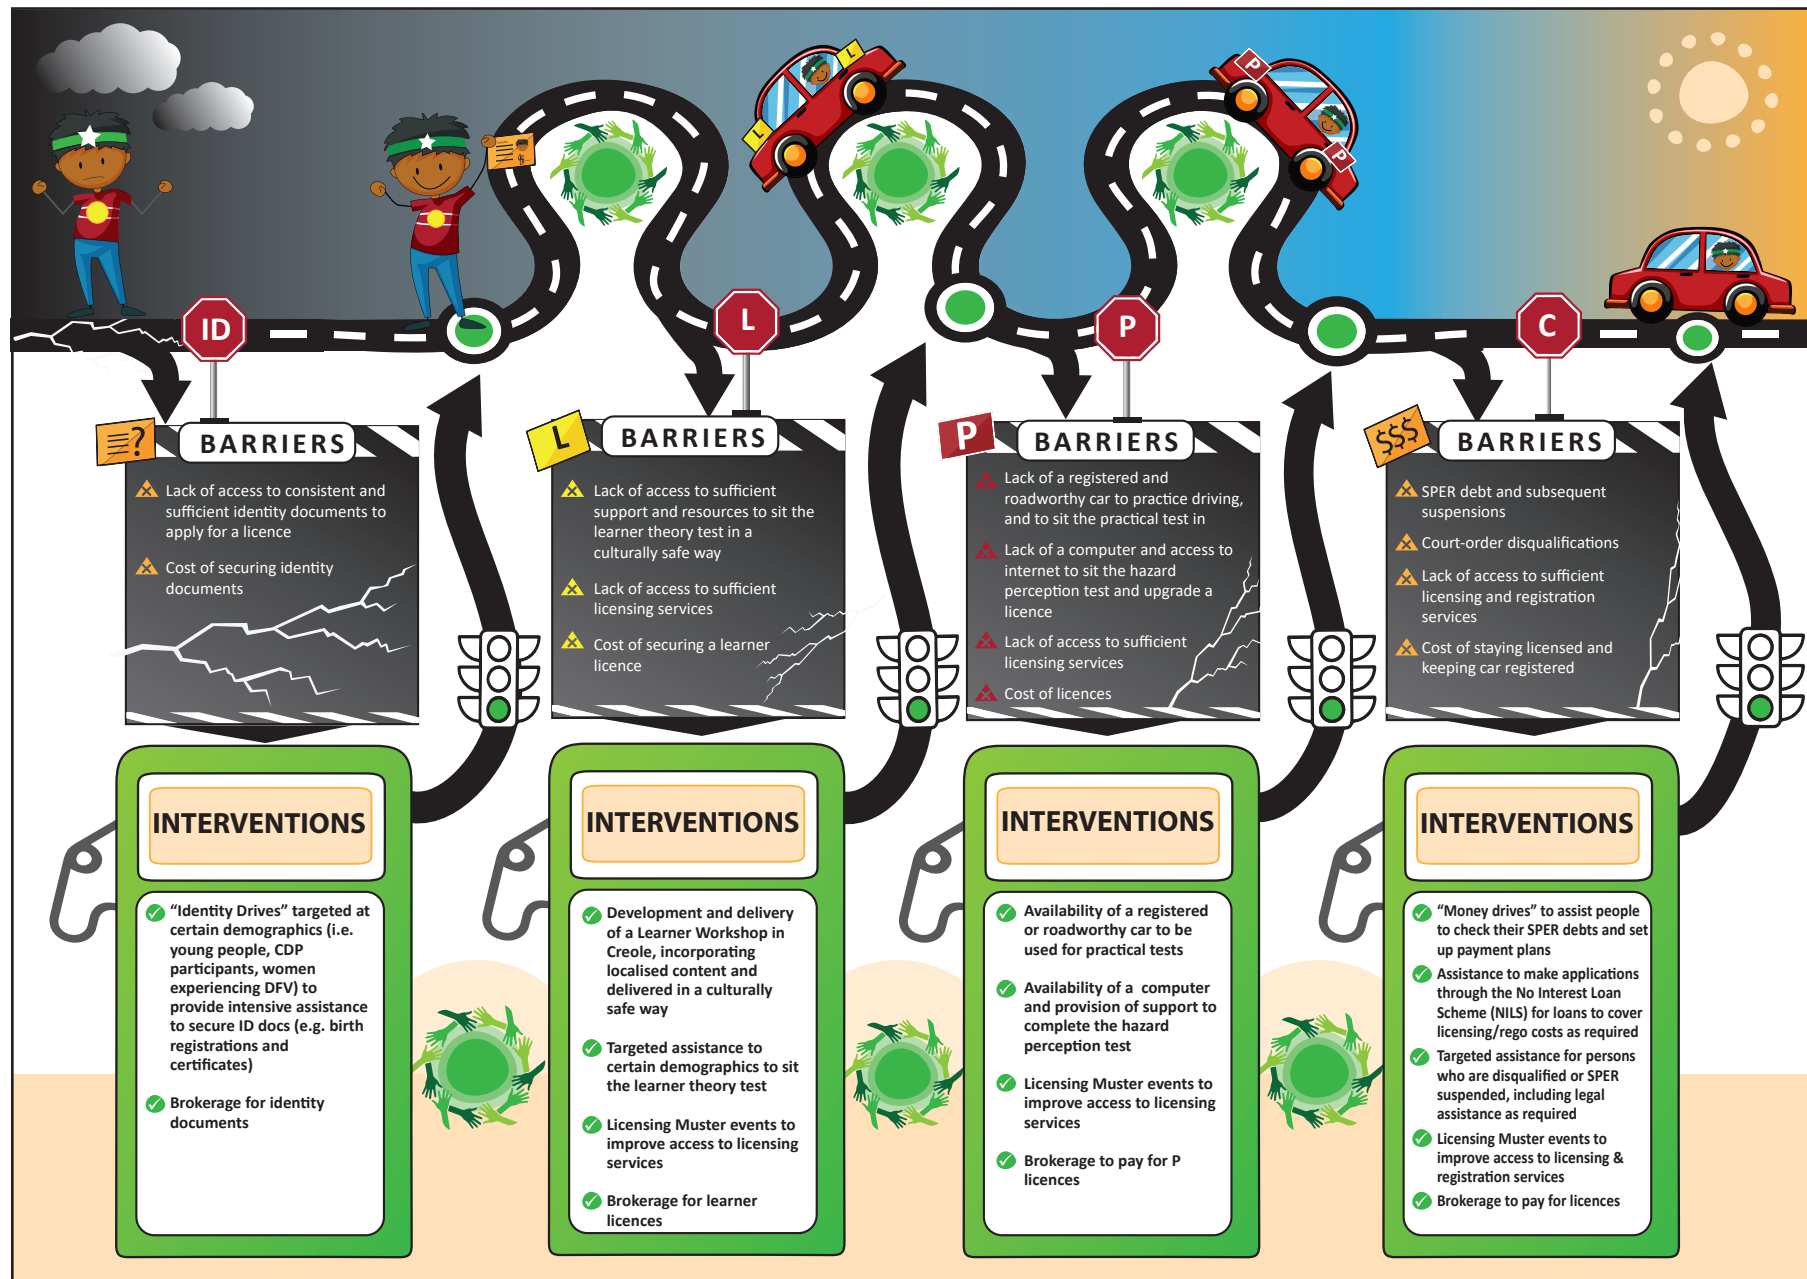 L
L
P
P
ID
L
P
C
?
BARRIERS
Lack of access to consistent and
sufficient identity documents to
apply for a licence
Cost of securing identity
documents
L
BARRIERS
Lack of access to sufficient
support and resources to sit the
learner theory test in a
culturally safe way
Lack of access to sufficient
licensing services
Cost of securing a learner
licence
P
BARRIERS
Lack of a registered and
roadworthy car to practice driving,
and to sit the practical test in
Lack of a computer and access to
internet to sit the hazard
perception test and upgrade a
licence
Lack of access to sufficient
licensing services
Cost of licences
$$$
BARRIERS
SPER debt and subsequent
suspensions
Court-order disqualifications
Lack of access to sufficient
licensing and registration
services
Cost of staying licensed and
keeping car registered
INTERVENTIONS
“Identity Drives” targeted at
certain demographics (i.e.
young people, CDP
participants, women
experiencing DFV) to
provide intensive assistance
to secure ID docs (e.g. birth
registrations and
certificates)
Brokerage for identity
documents
INTERVENTIONS
Development and delivery
of a Learner Workshop in
Creole, incorporating
localised content and
delivered in a culturally
safe way
Targeted assistance to
certain demographics to sit
the learner theory test
Licensing Muster events to
improve access to licensing
services
Brokerage for learner
licences
INTERVENTIONS
Availability of a registered
or roadworthy car to be
used for practical tests
Availability of a computer
and provision of support to
complete the hazard
perception test
Licensing Muster events to
improve access to licensing
services
Brokerage to pay for P
licences
INTERVENTIONS
“Money drives” to assist people
to check their SPER debts and set
up payment plans
Assistance to make applications
through the No Interest Loan
Scheme (NILS) for loans to cover
licensing/rego costs as required
Targeted assistance for persons
who are disqualified or SPER
suspended, including legal
assistance as required
Licensing Muster events to
improve access to licensing &
registration services
Brokerage to pay for licences